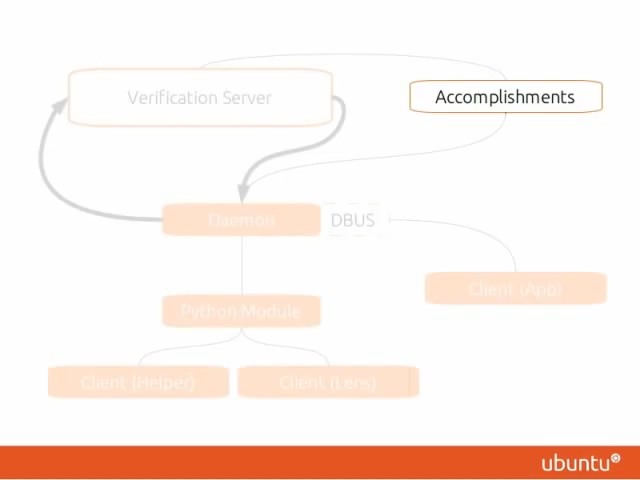 Verification Server
Accomplishments
Daemon
DBUS
Client (App)
Python Module
Client (Helper)
Client (Lens)
ubuntu